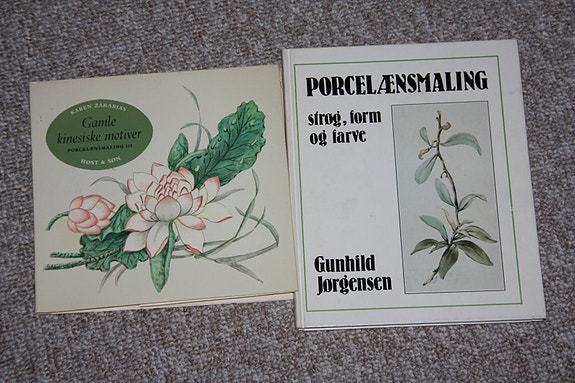 KAREN ZAKARIAS
Gamle
kinesiske motiver
PORCELÆNSMALING III
HØST & SØN
PORCELÆNSMALING
strøg, form
og farve
Gunhild
Jørgensen